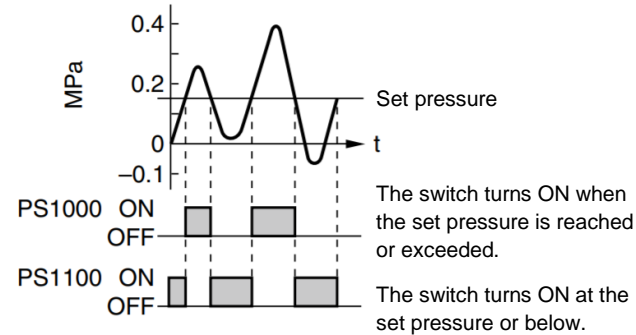 0.4
MPa
0.2
Set pressure
0
t
–0.1
PS1000 ON
OFF
The switch turns ON when
the set pressure is reached
or exceeded.
PS1100 ON
OFF
The switch turns ON at the
set pressure or below.